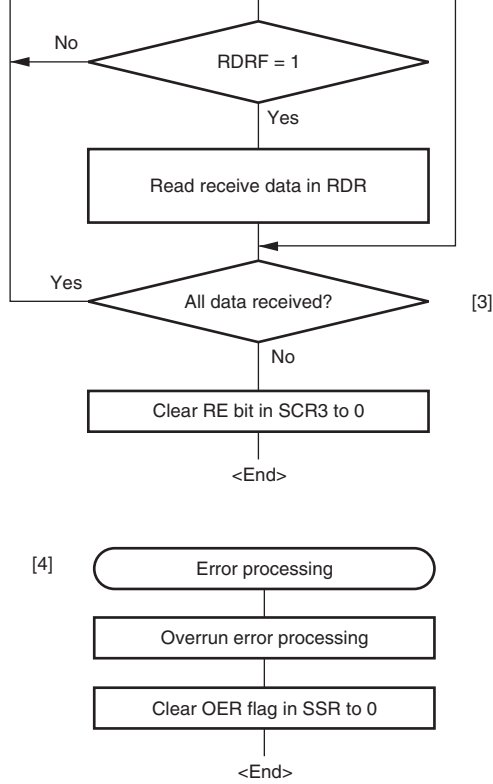 No
RDRF = 1
Yes
Read receive data in RDR
Yes
All data received?
[3]
No
Clear RE bit in SCR3 to 0
<End>
[4]
Error processing
Overrun error processing
Clear OER flag in SSR to 0
<End>